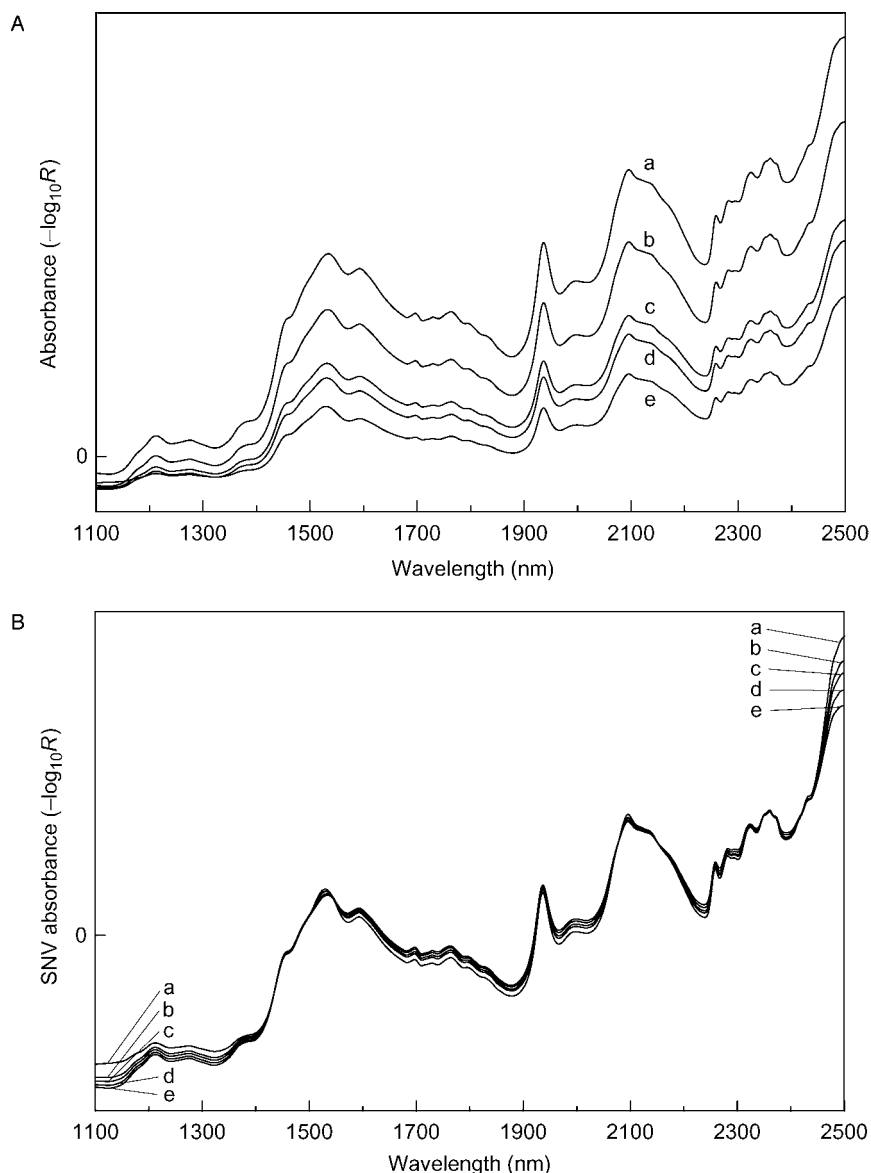 A
Absorbance (–log10R)
a
b
c
d
e
0
1100 1300 1500 1700 1900 2100 2300 2500
Wavelength (nm)
B
SNV absorbance (–log10R)
a
b
c
d
e
0
a
b
c
d
e
1100 1300 1500 1700 1900 2100 2300 2500
Wavelength (nm)